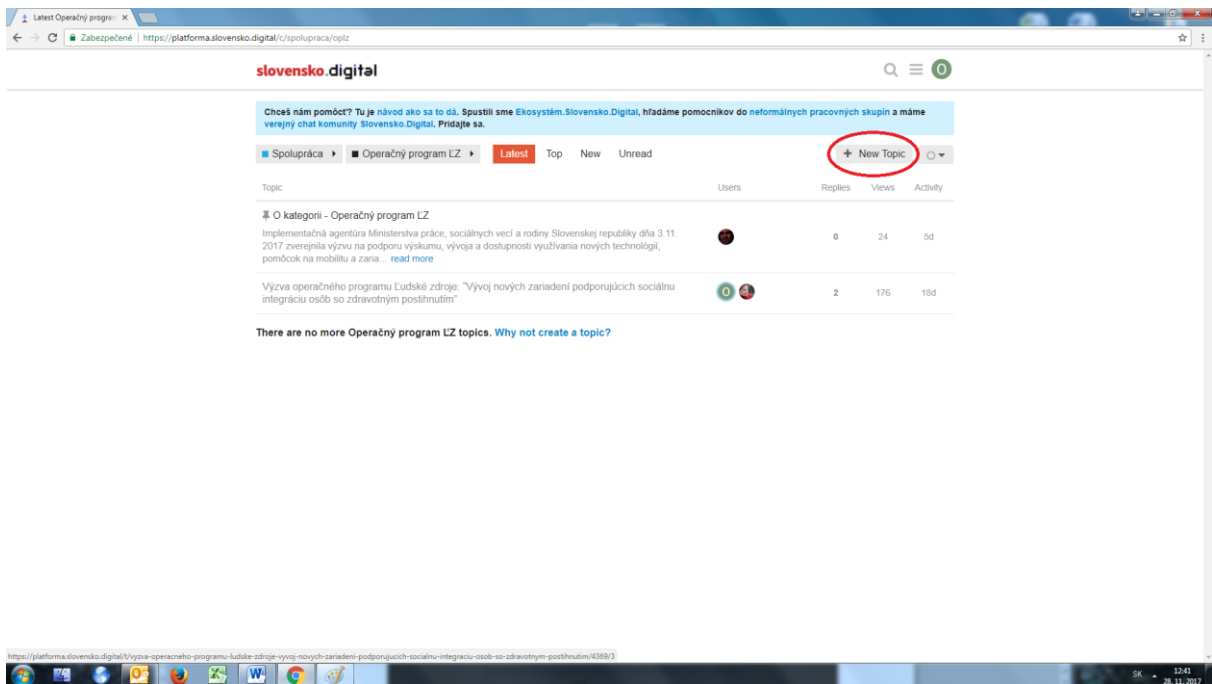 Latest Operačný progran
Zabezpečené | https://platforma.slovensko.digital/c/spolupraca/oplz
slovensko.digital
O
Chceš nám pomôcť? Tu je návod ako sa to dá. Spustili sme Ekosystém.Slovensko.Digital, hľadáme pomocníkov do neformálnych pracovných skupín a máme
verejný chat komunity Slovensko.Digital. Pridajte sa.
Spolupráca Operačný program ĽZ Latest Top New Unread + New Topic
Topic Users Replies Views Activity
O kategorii - Operačný program ĽZ
Implementačná agentúra Ministerstva práce, sociálnych vecí a rodiny Slovenskej republiky dňa 3.11.
2017 zverejnila výzvu na podporu výskumu, vývoja a dostupnosti využívania nových technológií,
pomôcok na mobilitu a zaria… read more
0 24 5d
Výzva operačného programu Ľudské zdroje: "Vývoj nových zariadení podporujúcich sociálnu
integráciu osôb so zdravotným postihnutím"
O 2 176 18d
There are no more Operačný program ĽZ topics. Why not create a topic?
https://platforma.slovensko.digital/t/vyzva-operacneho-programu-ludske-zdroje-vyvoj-novych-zariadeni-podporujucich-socialnu-integraciu-osob-so-zdravotnym-postihnutim/4369/3
SK 12:41
28. 11. 2017